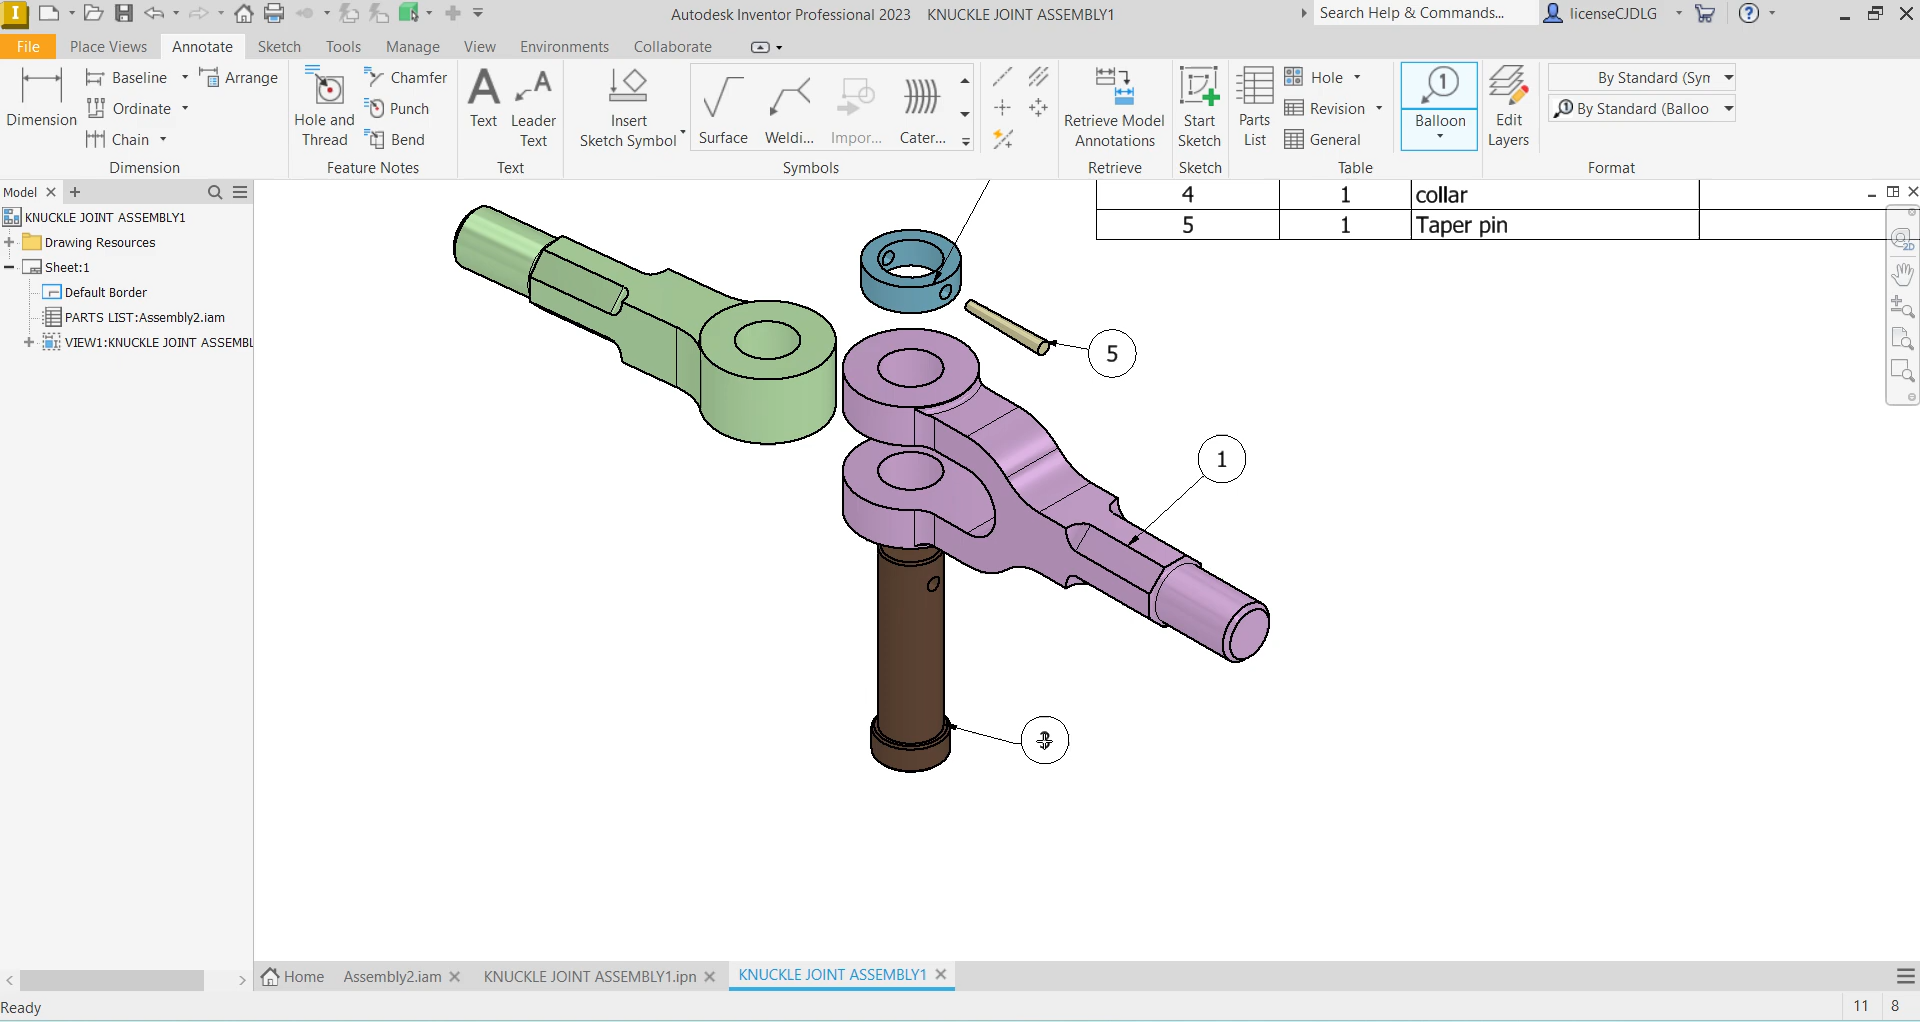 Autodesk Inventor Professional 2023 KNUCKLE JOINT ASSEMBLY1
Search Help & Commands...
licenseCJDLG
File Place Views Annotate Sketch Tools Manage View Environments Collaborate
Dimension
Baseline
Arrange
Ordinate
Chain
Dimension
Hole and Thread
Chamfer
Punch
Bend
Feature Notes
Text
Leader Text
Text
Insert Sketch Symbol
Surface
Weldi...
Impor...
Cater...
Symbols
Retrieve Model Annotations
Retrieve
Start Sketch
Sketch
Parts List
Hole
Revision
General
Table
Balloon
Edit Layers
By Standard (Syn
By Standard (Balloo
Format
Model
KNUCKLE JOINT ASSEMBLY1
Drawing Resources
Sheet:1
Default Border
PARTS LIST:Assembly2.iam
VIEW1:KNUCKLE JOINT ASSEMBL
4 1 collar
5 1 Taper pin
2D
5
1
Home Assembly2.iam KNUCKLE JOINT ASSEMBLY1.ipn KNUCKLE JOINT ASSEMBLY1
Ready
11 8